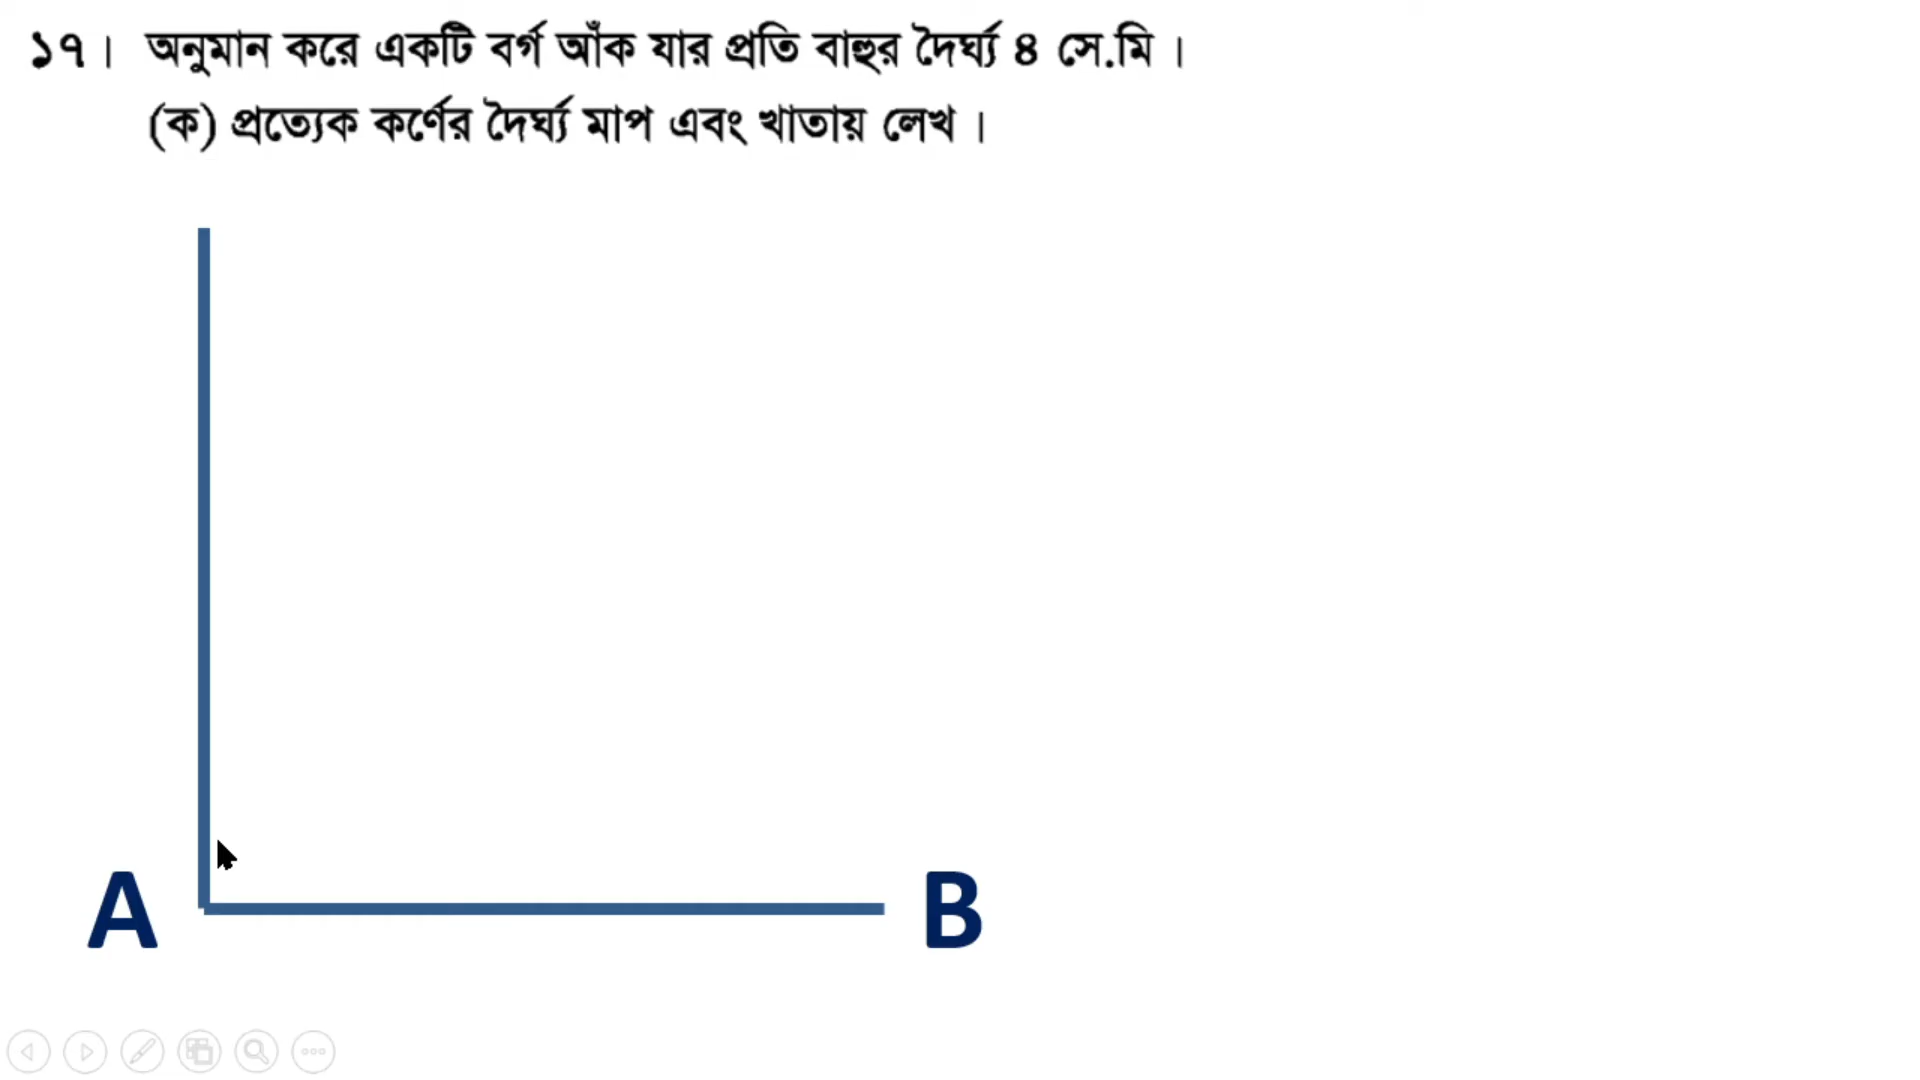 ১৭। অনুমান করে একটি বর্গ আঁক যার প্রতি বাহুর দৈর্ঘ্য ৪ সে.মি।
(ক) প্রত্যেক কর্ণের দৈর্ঘ্য মাপ এবং খাতায় লেখ।
A B